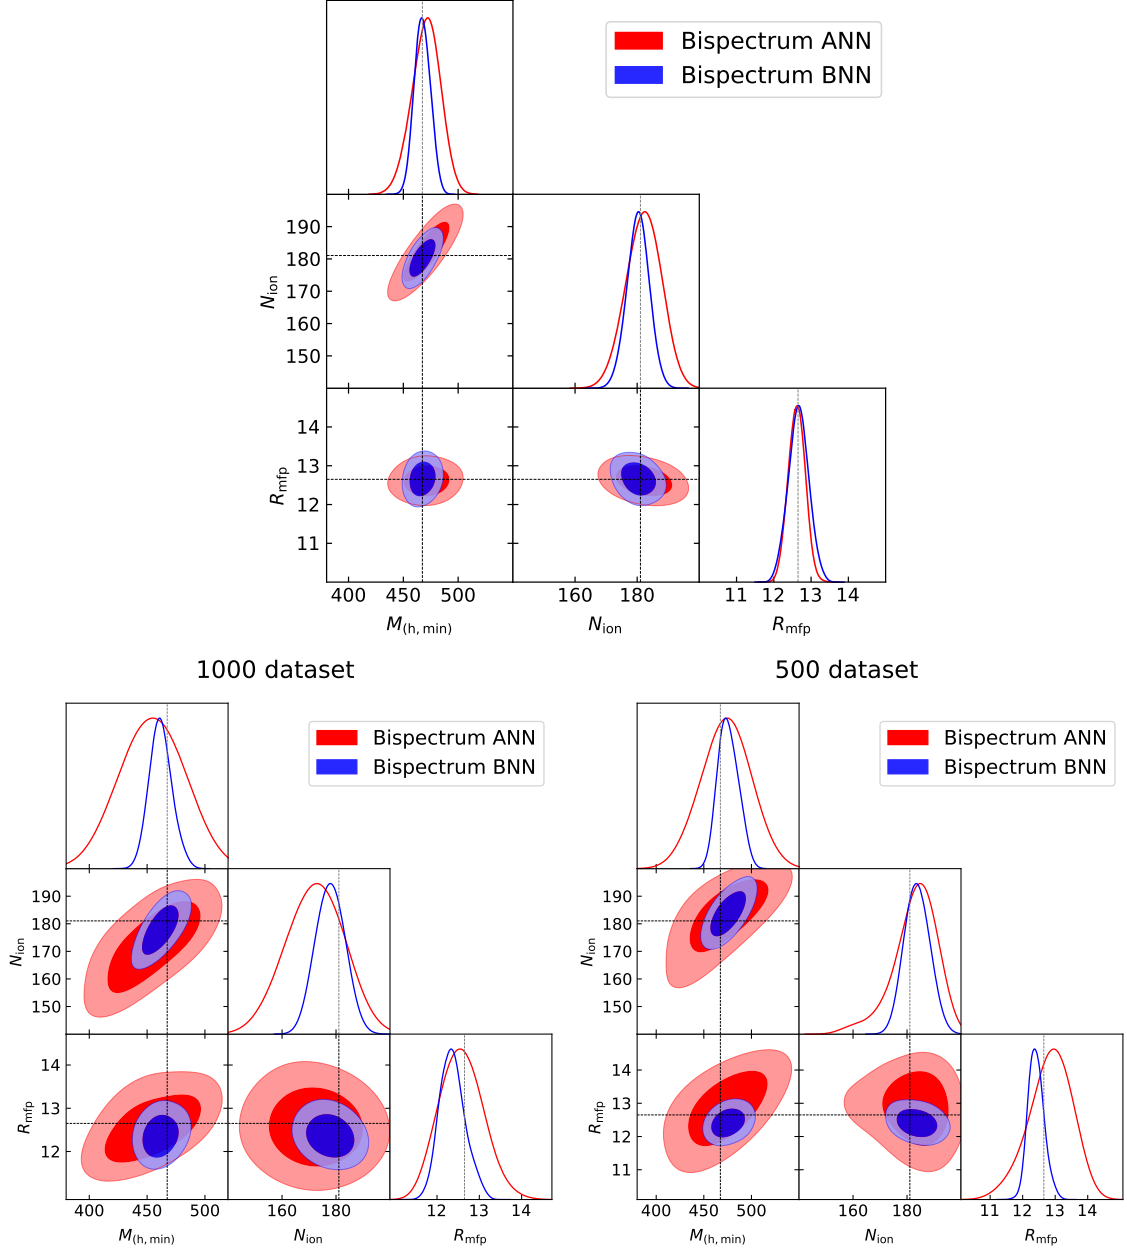 Bispectrum ANN
Bispectrum BNN
190
180
170
160
150
N_ion
14
13
12
11
R_mfp
400 450 500
160 180
11 12 13 14
M_(h, min)
N_ion
R_mfp
1000 dataset
500 dataset
Bispectrum ANN
Bispectrum BNN
190
180
170
160
150
N_ion
14
13
12
R_mfp
400 450 500
160 180
12 13 14
M_(h, min)
N_ion
R_mfp
Bispectrum ANN
Bispectrum BNN
190
180
170
160
150
N_ion
14
13
12
11
R_mfp
400 450 500
160 180
11 12 13 14
M_(h, min)
N_ion
R_mfp